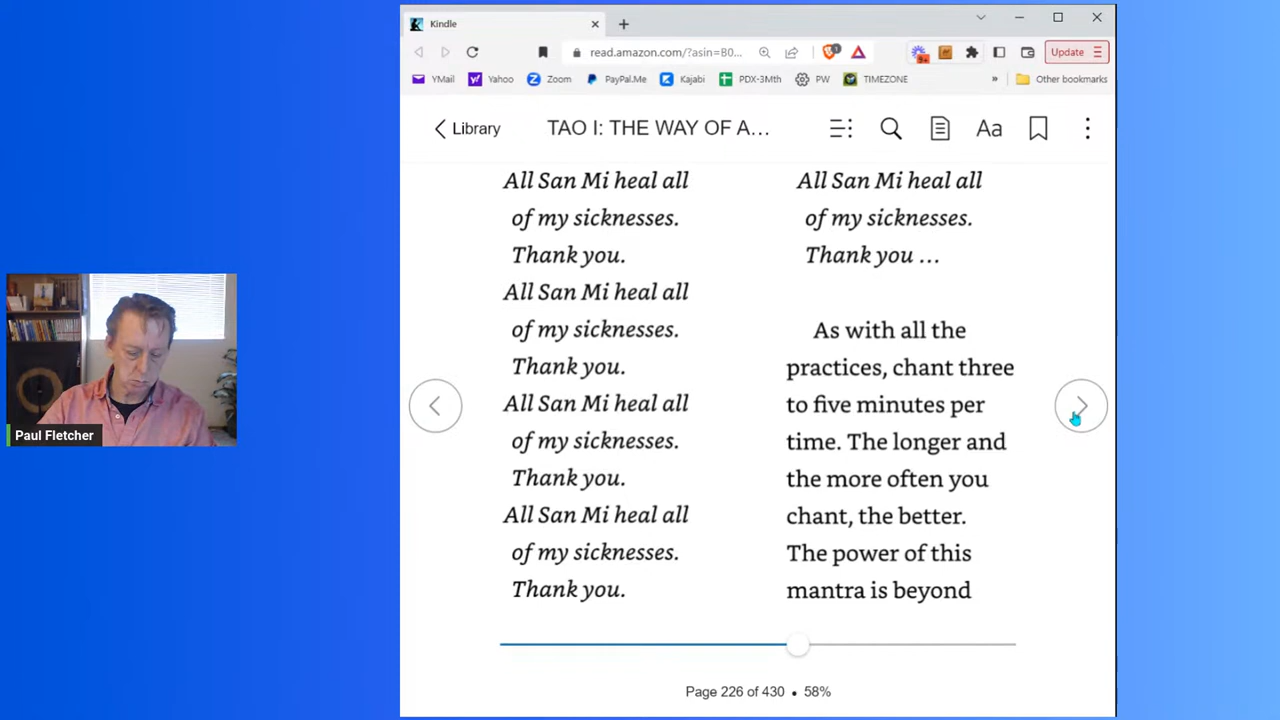 Kindle
read.amazon.com/?asin=B0...
Update
YMail
Yahoo
Zoom
PayPal.Me
Kajabi
PDX-3Mth
PW
TIMEZONE
»
Other bookmarks
Library
TAO I: THE WAY OF A...
Aa
All San Mi heal all
of my sicknesses.
Thank you.
All San Mi heal all
of my sicknesses.
Thank you.
All San Mi heal all
of my sicknesses.
Thank you.
All San Mi heal all
of my sicknesses.
Thank you.
All San Mi heal all
of my sicknesses.
Thank you ...
As with all the
practices, chant three
to five minutes per
time. The longer and
the more often you
chant, the better.
The power of this
mantra is beyond
Page 226 of 430 • 58%
Paul Fletcher